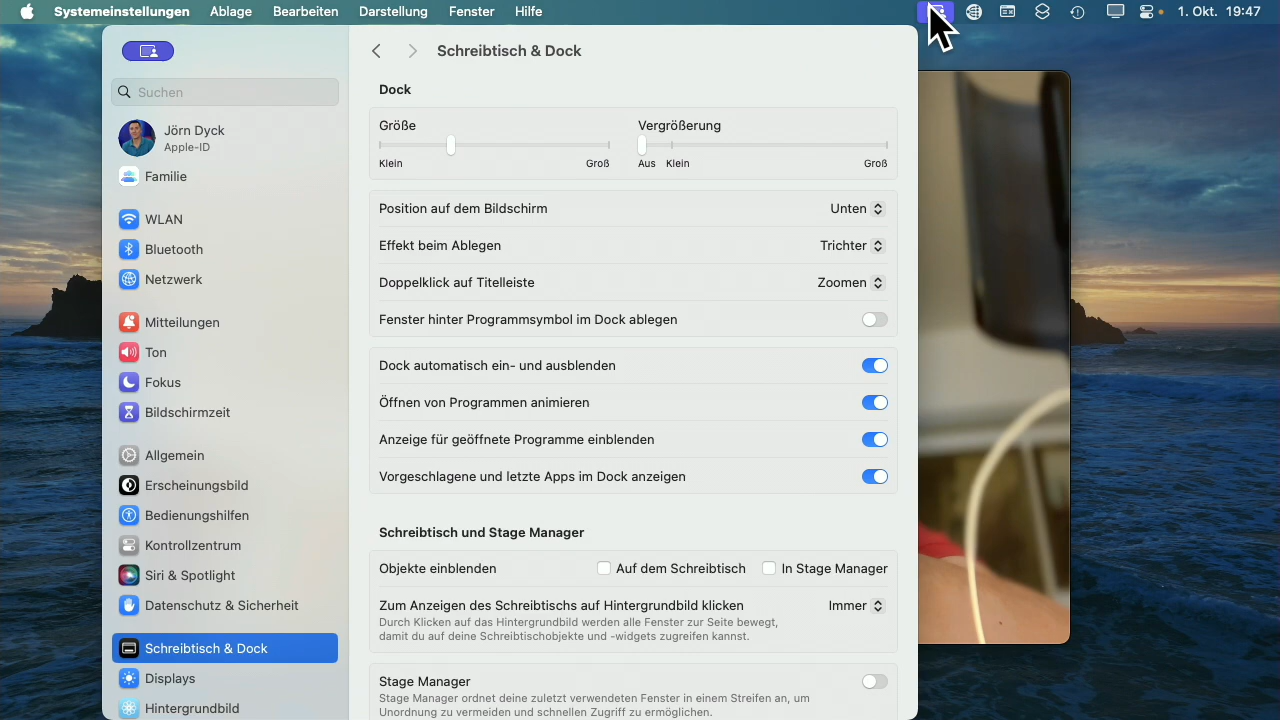 Systemeinstellungen Ablage Bearbeiten Darstellung Fenster Hilfe 1. Okt. 19:47
Suchen
Jörn Dyck
Apple-ID
Familie
WLAN
Bluetooth
Netzwerk
Mitteilungen
Ton
Fokus
Bildschirmzeit
Allgemein
Erscheinungsbild
Bedienungshilfen
Kontrollzentrum
Siri & Spotlight
Datenschutz & Sicherheit
Schreibtisch & Dock
Displays
Hintergrundbild
Schreibtisch & Dock
Dock
Größe Vergrößerung
Klein Groß Aus Klein Groß
Position auf dem Bildschirm Unten
Effekt beim Ablegen Trichter
Doppelklick auf Titelleiste Zoomen
Fenster hinter Programmsymbol im Dock ablegen
Dock automatisch ein- und ausblenden
Öffnen von Programmen animieren
Anzeige für geöffnete Programme einblenden
Vorgeschlagene und letzte Apps im Dock anzeigen
Schreibtisch und Stage Manager
Objekte einblenden Auf dem Schreibtisch In Stage Manager
Zum Anzeigen des Schreibtischs auf Hintergrundbild klicken Immer
Durch Klicken auf das Hintergrundbild werden alle Fenster zur Seite bewegt,
damit du auf deine Schreibtischobjekte und -widgets zugreifen kannst.
Stage Manager
Stage Manager ordnet deine zuletzt verwendeten Fenster in einem Streifen an, um
Unordnung zu vermeiden und schnellen Zugriff zu ermöglichen.